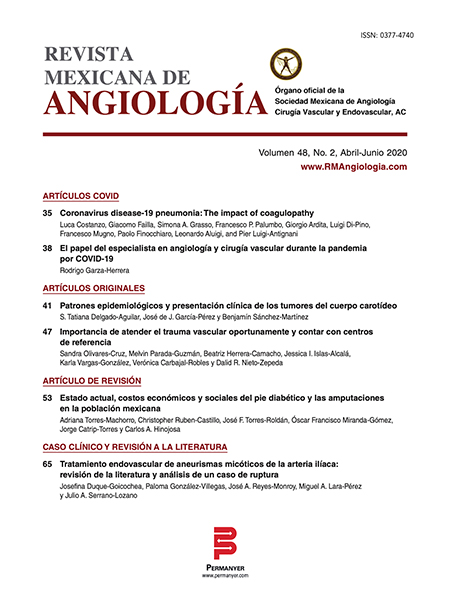 ISSN: 0377-4740
REVISTA
MEXICANA DE
ANGIOLOGÍA
Órgano oficial de la
Sociedad Mexicana de Angiología
Cirugía Vascular y Endovascular, AC
Volumen 48, No. 2, Abril-Junio 2020
www.RMAngiologia.com
ARTÍCULOS COVID
35 Coronavirus disease-19 pneumonia: The impact of coagulopathy
Luca Costanzo, Giacomo Failla, Simona A. Grasso, Francesco P. Palumbo, Giorgio Ardita, Luigi Di-Pino,
Francesco Mugno, Paolo Finocchiaro, Leonardo Aluigi, and Pier Luigi-Antignani
38 El papel del especialista en angiología y cirugía vascular durante la pandemia
por COVID-19
Rodrigo Garza-Herrera
ARTÍCULOS ORIGINALES
41 Patrones epidemiológicos y presentación clínica de los tumores del cuerpo carotídeo
S. Tatiana Delgado-Aguilar, José de J. García-Pérez y Benjamín Sánchez-Martínez
47 Importancia de atender el trauma vascular oportunamente y contar con centros
de referencia
Sandra Olivares-Cruz, Melvin Parada-Guzmán, Beatriz Herrera-Camacho, Jessica I. Islas-Alcalá,
Karla Vargas-González, Verónica Carbajal-Robles y Dalid R. Nieto-Zepeda
ARTÍCULO DE REVISIÓN
53 Estado actual, costos económicos y sociales del pie diabético y las amputaciones
en la población mexicana
Adriana Torres-Machorro, Christopher Ruben-Castillo, José F. Torres-Roldán, Óscar Francisco Miranda-Gómez,
Jorge Catrip-Torres y Carlos A. Hinojosa
CASO CLÍNICO Y REVISIÓN A LA LITERATURA
65 Tratamiento endovascular de aneurismas micóticos de la arteria ilíaca:
revisión de la literatura y análisis de un caso de ruptura
Josefina Duque-Goicochea, Paloma González-Villegas, José A. Reyes-Monroy, Miguel A. Lara-Pérez
y Julio A. Serrano-Lozano
PERMANYER
www.permanyer.com